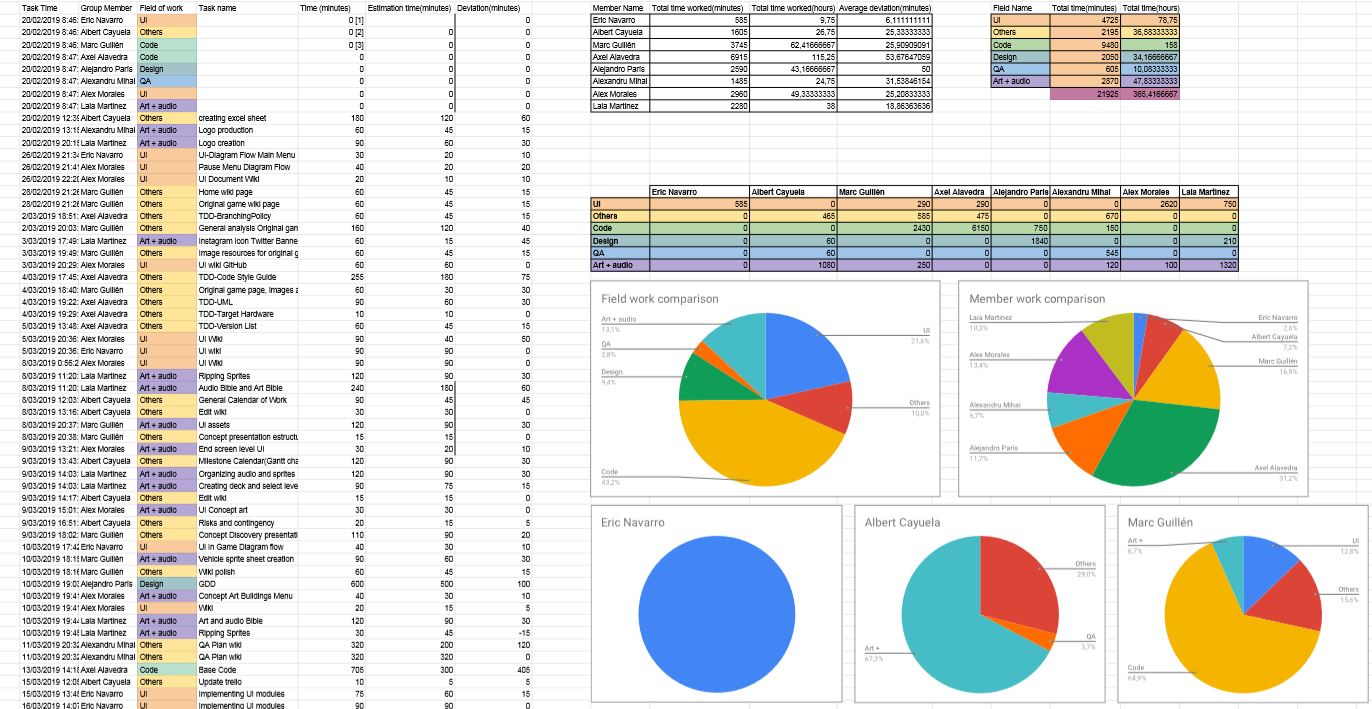 Task Time Group Member Field of work Task name Time (minutes) Estimation time(minutes) Deviation(minutes)
20/02/2019 8:46: Eric Navarro UI 0 [1] 0
20/02/2019 8:46: Albert Cayuela Others 0 [2] 0 0
20/02/2019 8:46: Marc Guillén Code 0 [3] 0 0
20/02/2019 8:47: Axel Alavedra Code 0 0 0
20/02/2019 8:47: Alejandro París Design 0 0 0
20/02/2019 8:47: Alexandru Mihai QA 0 0 0
20/02/2019 8:47: Alex Morales UI 0 0 0
20/02/2019 8:47: Laia Martinez Art + audio 0 0 0
20/02/2019 12:39 Albert Cayuela Others creating excel sheet 180 120 60
20/02/2019 13:15 Alexandru Mihai Art + audio Logo production 60 45 15
20/02/2019 20:15 Laia Martinez Art + audio Logo creation 90 60 30
26/02/2019 21:34 Eric Navarro UI UI-Diagram Flow Main Menu 30 20 10
26/02/2019 21:41 Alex Morales UI Pause Menu Diagram Flow 40 20 20
26/02/2019 22:20 Alex Morales UI UI Document Wiki 20 10 10
28/02/2019 21:26 Marc Guillén Others Home wiki page 60 45 15
28/02/2019 21:26 Marc Guillén Others Original game wiki page 60 45 15
2/03/2019 18:51: Axel Alavedra Others TDD-BranchingPolicy 60 45 15
2/03/2019 20:03: Marc Guillén Others General analysis Original gam 160 120 40
3/03/2019 17:49: Laia Martinez Art + audio Instagram icon Twitter Banne 60 15 45
3/03/2019 19:49: Marc Guillén Others Image resources for original g 60 45 15
3/03/2019 20:29: Alex Morales UI UI wiki GitHub 60 60 0
4/03/2019 17:45: Axel Alavedra Others TDD-Code Style Guide 255 180 75
4/03/2019 18:40: Marc Guillén Others Original game page, images a 60 30 30
4/03/2019 19:22: Axel Alavedra Others TDD-UML 90 60 30
4/03/2019 19:29: Axel Alavedra Others TDD-Target Hardware 10 10 0
5/03/2019 13:48: Axel Alavedra Others TDD-Version List 60 45 15
5/03/2019 20:36: Alex Morales UI UI Wiki 90 40 50
5/03/2019 20:36: Eric Navarro UI UI wiki 90 90 0
8/03/2019 0:56:2 Alex Morales UI UI Wiki 90 90 0
8/03/2019 11:20: Laia Martinez Art + audio Ripping Sprites 120 90 30
8/03/2019 11:20: Laia Martinez Art + audio Audio Bible and Art Bible 240 180 60
8/03/2019 12:03: Albert Cayuela Others General Calendar of Work 90 45 45
8/03/2019 13:16: Albert Cayuela Others Edit wiki 30 30 0
8/03/2019 20:37: Marc Guillén Art + audio UI assets 120 90 30
8/03/2019 20:38: Marc Guillén Others Concept presentation estructu 15 15 0
9/03/2019 13:21: Alex Morales Art + audio End screen level UI 30 20 10
9/03/2019 13:43: Albert Cayuela Others Milestone Calendar(Gantt cha 120 90 30
9/03/2019 14:03: Laia Martinez Art + audio Organizing audio and sprites 120 90 30
9/03/2019 14:03: Laia Martinez Art + audio Creating deck and select leve 90 75 15
9/03/2019 14:17: Albert Cayuela Others Edit wiki 15 15 0
9/03/2019 15:01: Alex Morales Art + audio UI Concept art 30 30 0
9/03/2019 16:51: Albert Cayuela Others Risks and contingency 20 15 5
9/03/2019 18:02: Marc Guillén Others Concept Discovery presentati 110 90 20
10/03/2019 17:42 Eric Navarro UI UI In Game Diagram flow 40 30 10
10/03/2019 18:15 Marc Guillén Art + audio Vehicle sprite sheet creation 90 60 30
10/03/2019 18:16 Marc Guillén Others Wiki polish 60 45 15
10/03/2019 19:03 Alejandro París Design GDD 600 500 100
10/03/2019 19:41 Alex Morales Art + audio Concept Art Buildings Menu 40 30 10
10/03/2019 19:41 Alex Morales UI Wiki 20 15 5
10/03/2019 19:44 Laia Martinez Art + audio Art and audio Bible 120 90 30
10/03/2019 19:45 Laia Martinez Art + audio Ripping Sprites 30 45 -15
11/03/2019 20:32 Alexandru Mihai Others QA Plan wiki 320 200 120
11/03/2019 20:32 Alexandru Mihai Others QA Plan wiki 320 320 0
13/03/2019 14:18 Axel Alavedra Code Base Code 705 300 405
15/03/2019 12:05 Albert Cayuela Others Update trello 10 5 5
15/03/2019 13:45 Eric Navarro UI Implementing UI modules 75 60 15
16/03/2019 14:07 Eric Navarro UI Implementing UI modules 90 90 0
Member Name Total time worked(minutes) Total time worked(hours) Average deviation(minutes)
Eric Navarro 585 9,75 6,111111111
Albert Cayuela 1605 26,75 25,33333333
Marc Guillén 3745 62,41666667 25,90909091
Axel Alavedra 6915 115,25 53,67647059
Alejandro París 2590 43,16666667 50
Alexandru Mihai 1485 24,75 31,53846154
Alex Morales 2960 49,33333333 25,20833333
Laia Martinez 2280 38 18,86363636
Field Name Total time(minutes) Total time(hours)
UI 4725 78,75
Others 2195 36,58333333
Code 9480 158
Design 2050 34,16666667
QA 605 10,08333333
Art + audio 2870 47,83333333
21925 365,4166667
Eric Navarro Albert Cayuela Marc Guillén Axel Alavedra Alejandro París Alexandru Mihai Alex Morales Laia Martinez
UI 585 0 290 290 0 0 2620 750
Others 0 465 585 475 0 670 0 0
Code 0 0 2430 6150 750 150 0 0
Design 0 60 0 0 1840 0 0 210
QA 0 60 0 0 0 545 0 0
Art + audio 0 1080 250 0 0 120 100 1320
Field work comparison
Art + audio
13,1%
QA
2,8%
Design
9,4%
Code
43,2%
UI
21,6%
Others
10,0%
Member work comparison
Laia Martinez
10,3%
Alex Morales
13,4%
Alexandru Mihai
6,7%
Alejandro París
11,7%
Eric Navarro
2,6%
Albert Cayuela
7,2%
Marc Guillén
16,9%
Axel Alavedra
31,2%
Eric Navarro
Albert Cayuela
Others
29,0%
QA
3,7%
Art +
67,3%
Marc Guillén
Art +
6,7%
UI
12,8%
Others
15,6%
Code
64,9%